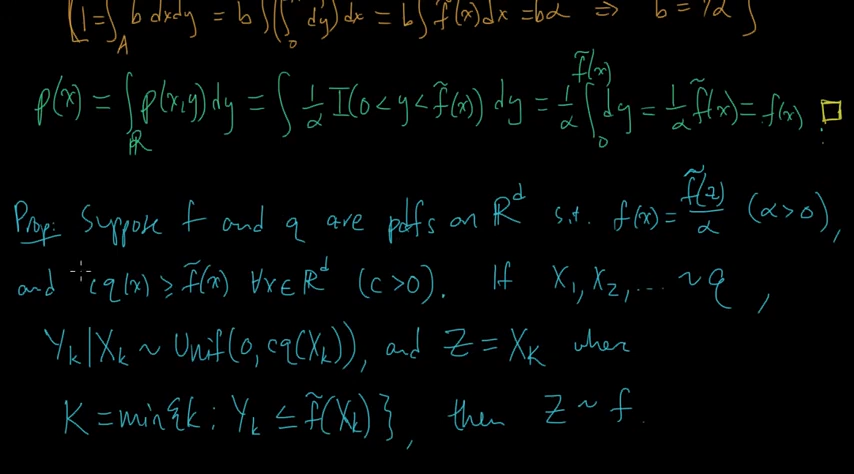 [1 = ∫_A b dxdy = b ∫(∫_0 dy)dx = b ∫ f̃(x)dx = bα ⇒ b = 1/α ]
p(x) = ∫_ℝ p(x,y)dy = ∫ 1/α I(0<y<f̃(x)) dy = 1/α ∫_0^f̃(x) dy = 1/α f̃(x) = f(x). □
Prop: Suppose f and q are pdfs on ℝ^d s.t. f(x) = f̃(z)/α (α>0),
and cq(x) ≥ f̃(x) ∀x∈ℝ^d (c>0). If X₁, X₂, … ~ q,
Y_k|X_k ~ Unif(0, cq(X_k)), and Z = X_K where
K = min{k : Y_k ≤ f̃(X_k)}, then Z ~ f.